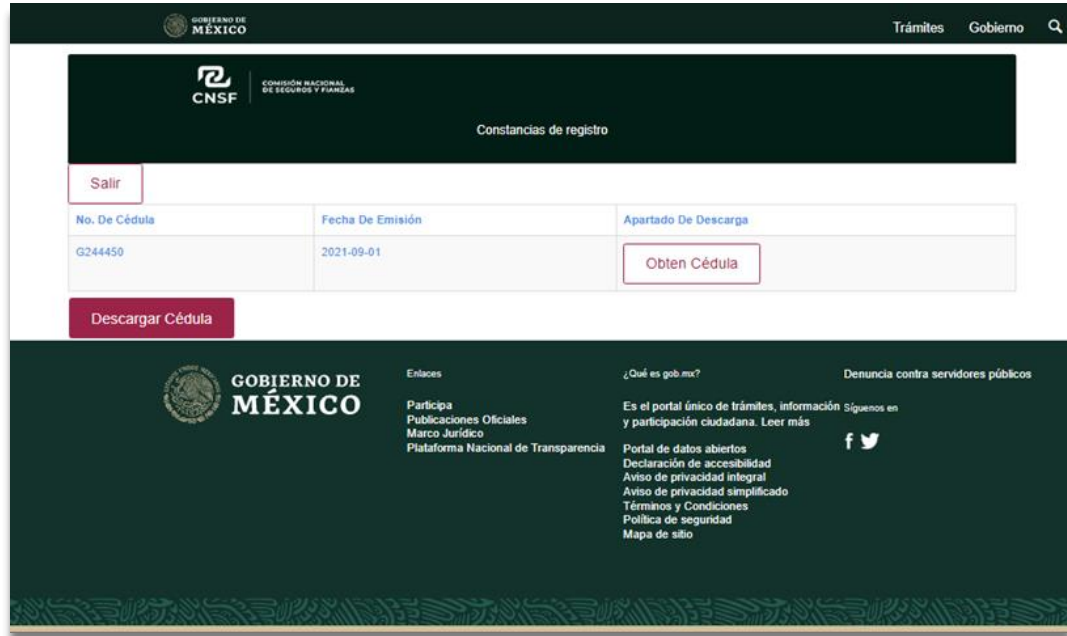 GOBIERNO DE
MÉXICO
Trámites
Gobierno
CNSF
COMISIÓN NACIONAL
DE SEGUROS Y FIANZAS
Constancias de registro
Salir
No. De Cédula
Fecha De Emisión
Apartado De Descarga
G244450
2021-09-01
Obten Cédula
Descargar Cédula
GOBIERNO DE
MÉXICO
Enlaces
Participa
Publicaciones Oficiales
Marco Jurídico
Plataforma Nacional de Transparencia
¿Qué es gob.mx?
Es el portal único de trámites, información
y participación ciudadana. Leer más
Portal de datos abiertos
Declaración de accesibilidad
Aviso de privacidad integral
Aviso de privacidad simplificado
Términos y Condiciones
Política de seguridad
Mapa de sitio
Denuncia contra servidores públicos
Síguenos en